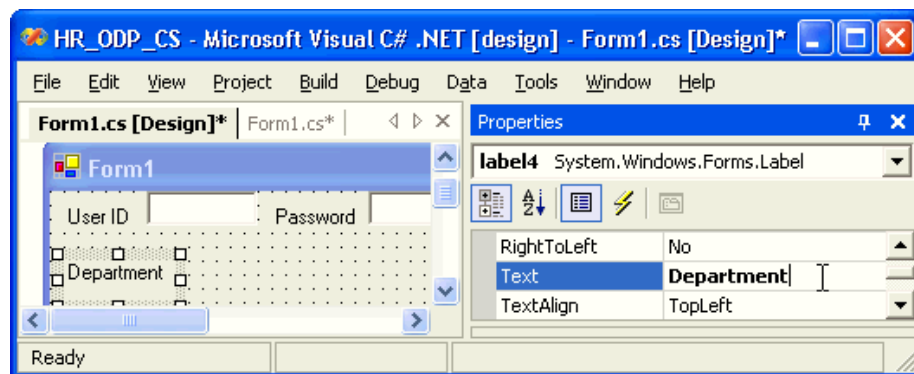 HR_ODP_CS - Microsoft Visual C# .NET [design] - Form1.cs [Design]*
File Edit View Project Build Debug Data Tools Window Help
Form1.cs [Design]* Form1.cs*
Properties
Form1
label4 System.Windows.Forms.Label
User ID Password
Department
RightToLeft No
Text Department
TextAlign TopLeft
Ready